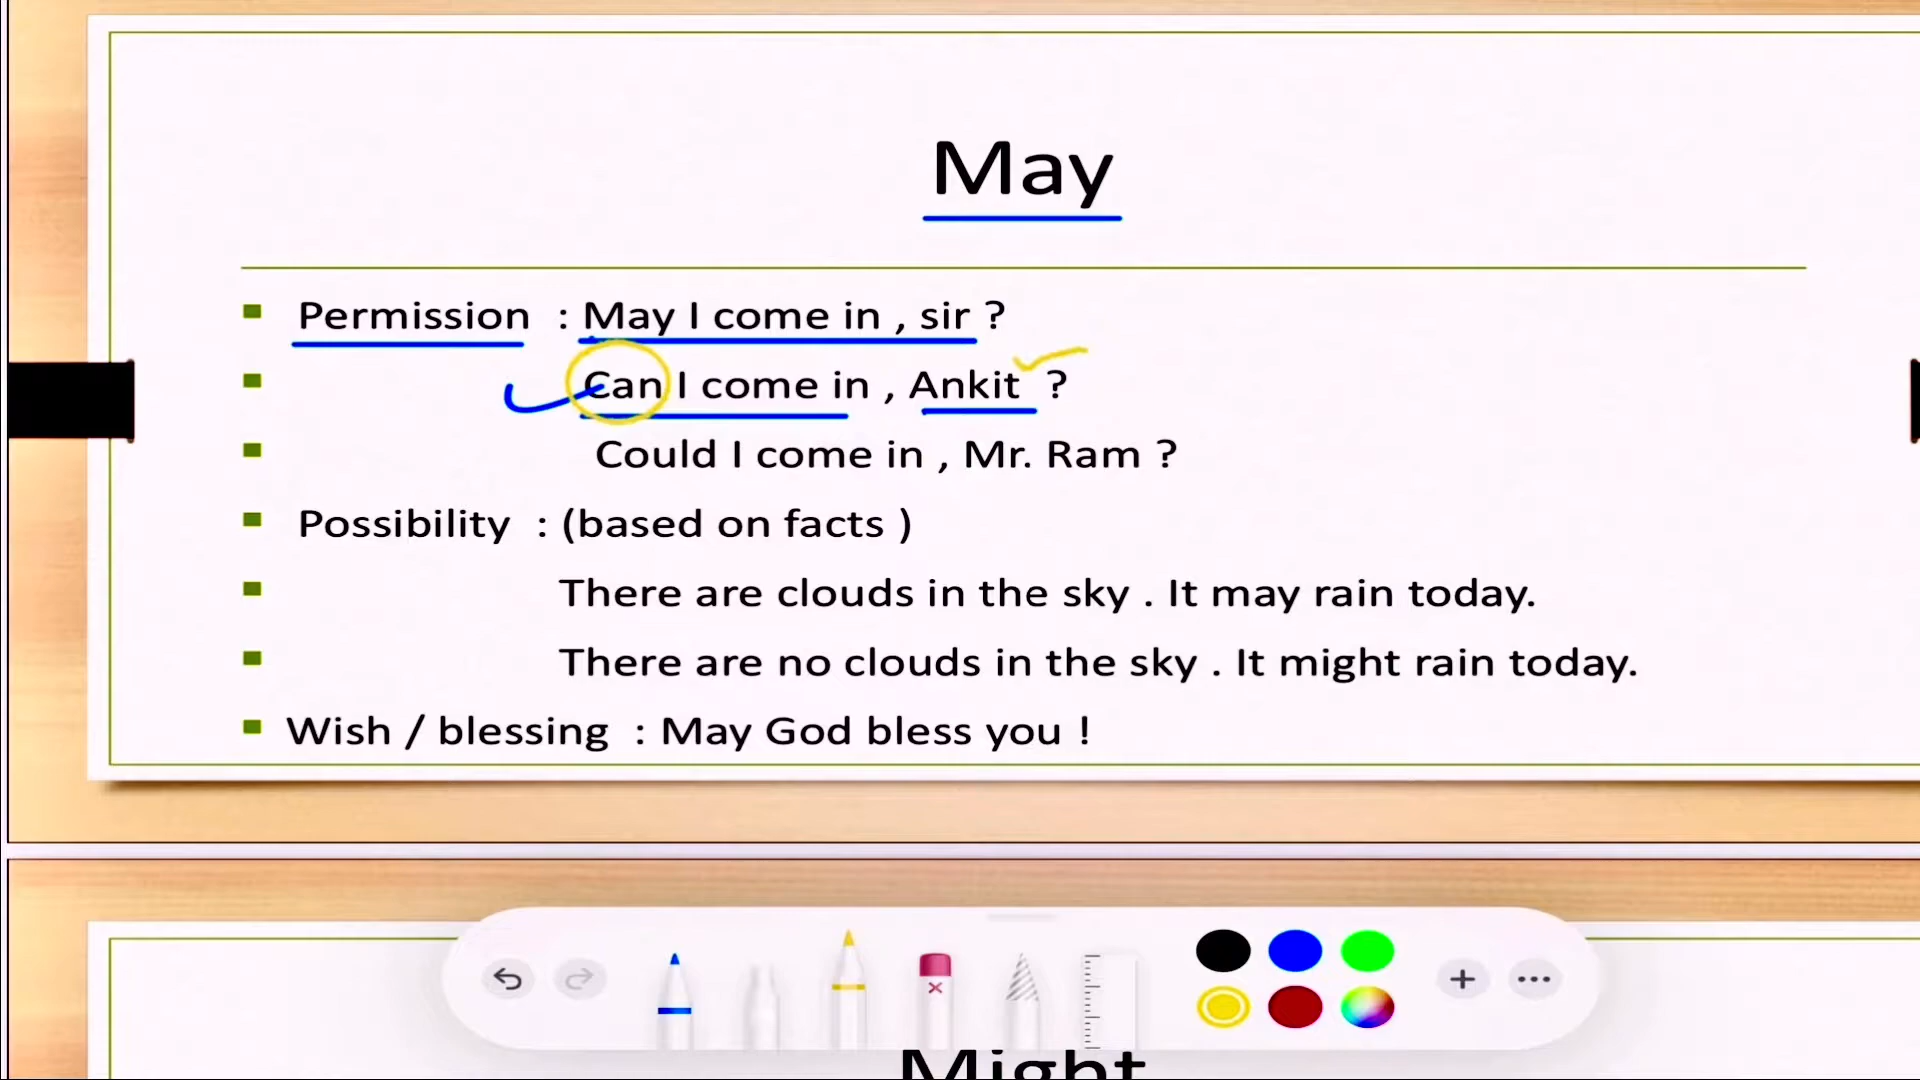 May
Permission : May I come in , sir ?
Can I come in , Ankit ?
Could I come in , Mr. Ram ?
Possibility : (based on facts )
There are clouds in the sky . It may rain today.
There are no clouds in the sky . It might rain today.
Wish / blessing : May God bless you !
Might